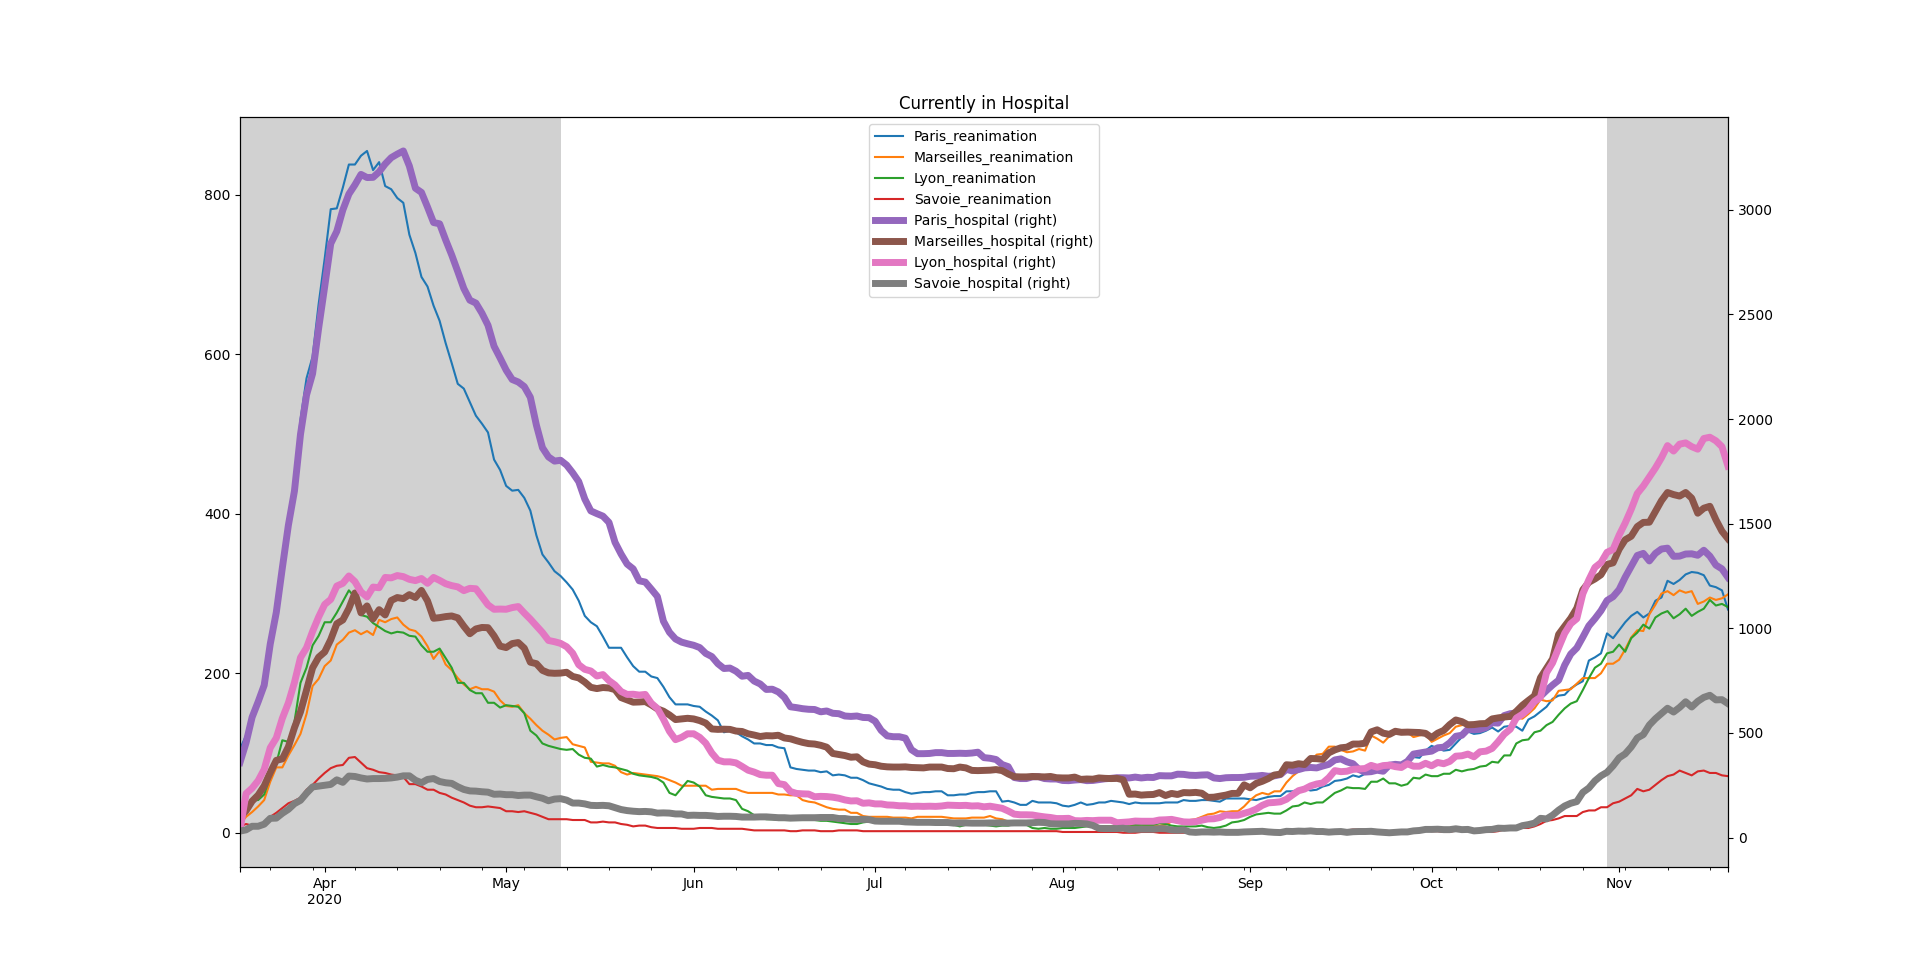 Currently in Hospital
Paris_reanimation
Marseilles_reanimation
Lyon_reanimation
Savoie_reanimation
Paris_hospital (right)
Marseilles_hospital (right)
Lyon_hospital (right)
Savoie_hospital (right)
800
600
400
200
0
3000
2500
2000
1500
1000
500
0
Apr May Jun Jul Aug Sep Oct Nov
2020